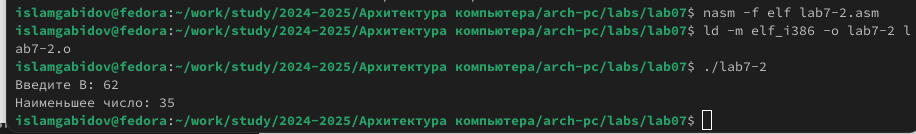 islamgabidov@fedora:~/work/study/2024-2025/Архитектура компьютера/arch-pc/labs/lab07$ nasm -f elf lab7-2.asm
islamgabidov@fedora:~/work/study/2024-2025/Архитектура компьютера/arch-pc/labs/lab07$ ld -m elf_i386 -o lab7-2 l
ab7-2.o
islamgabidov@fedora:~/work/study/2024-2025/Архитектура компьютера/arch-pc/labs/lab07$ ./lab7-2
Введите В: 62
Наименьшее число: 35
islamgabidov@fedora:~/work/study/2024-2025/Архитектура компьютера/arch-pc/labs/lab07$